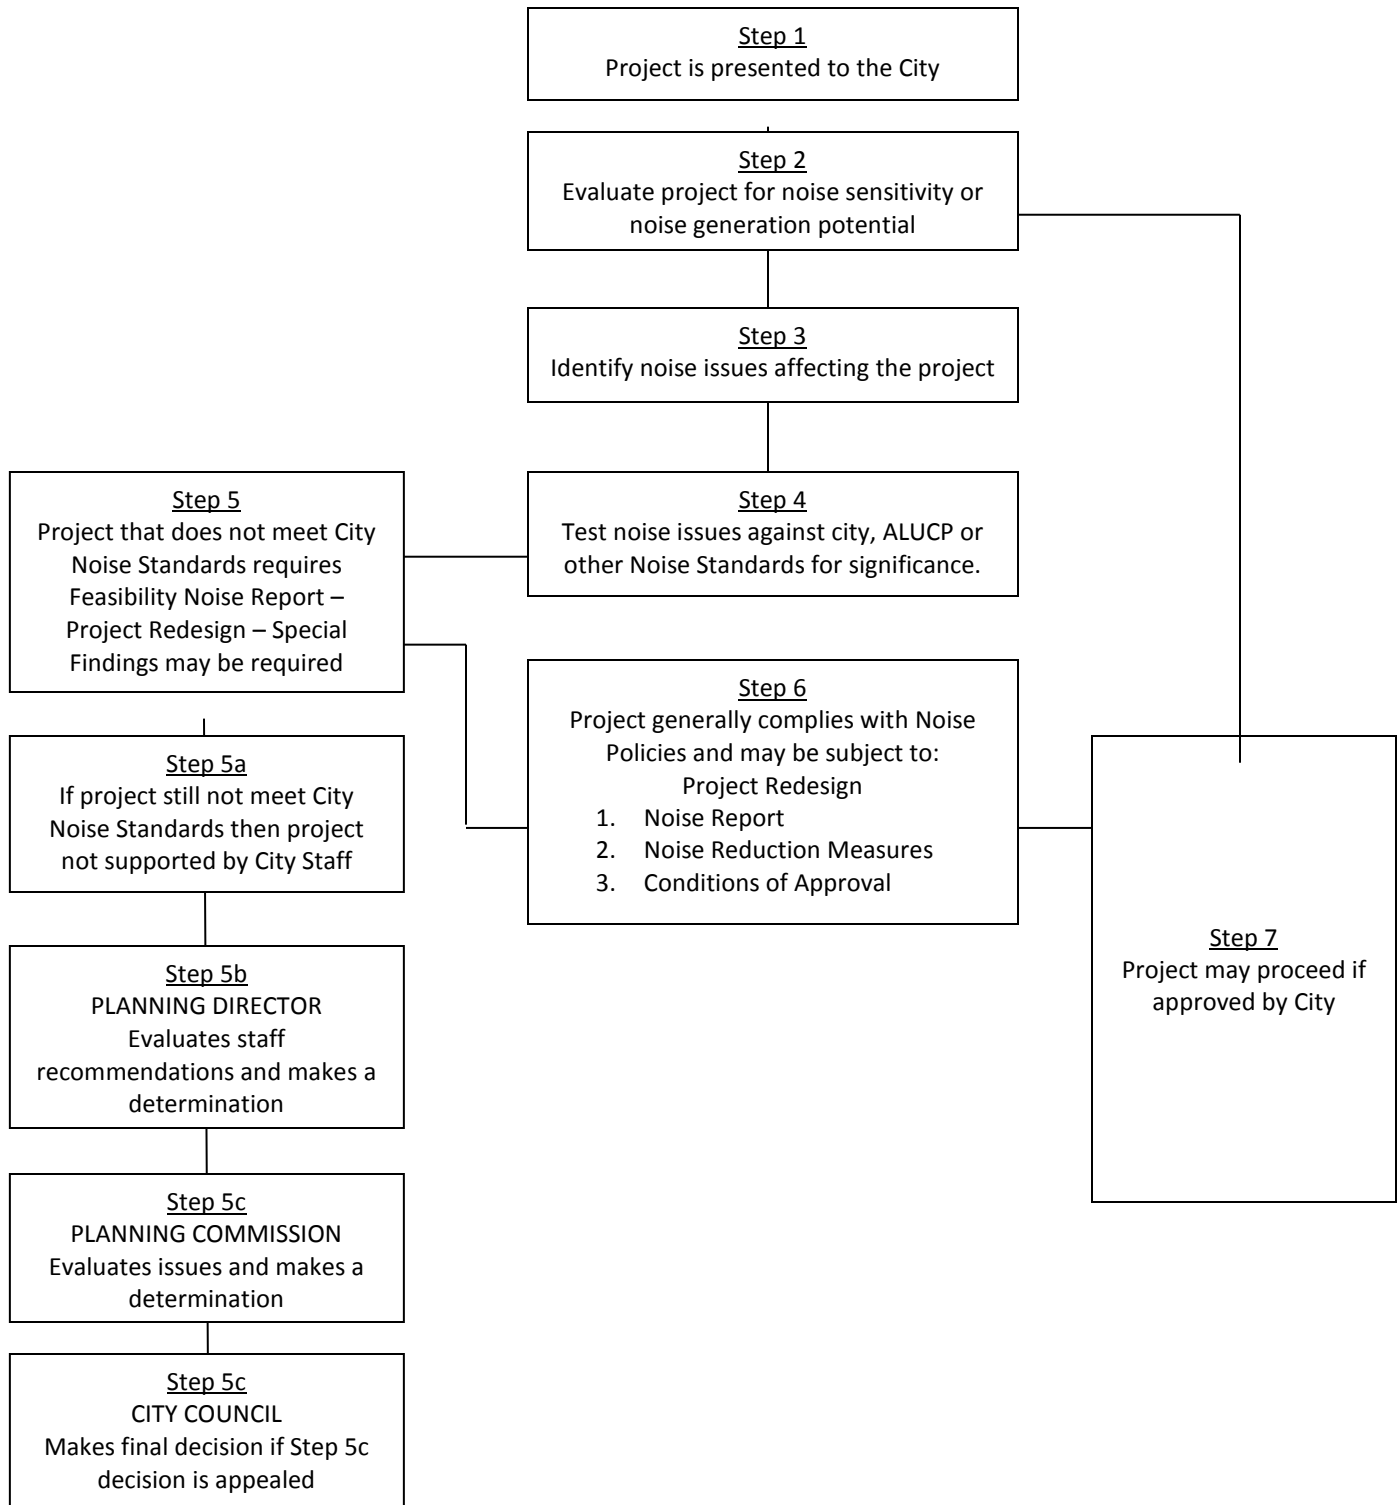 Step 1
Project is presented to the City
Step 2
Evaluate project for noise sensitivity or
noise generation potential
Step 3
Identify noise issues affecting the project
Step 4
Test noise issues against city, ALUCP or
other Noise Standards for significance.
Step 5
Project that does not meet City
Noise Standards requires
Feasibility Noise Report –
Project Redesign – Special
Findings may be required
Step 5a
If project still not meet City
Noise Standards then project
not supported by City Staff
Step 5b
PLANNING DIRECTOR
Evaluates staff
recommendations and makes a
determination
Step 5c
PLANNING COMMISSION
Evaluates issues and makes a
determination
Step 5c
CITY COUNCIL
Makes final decision if Step 5c
decision is appealed
Step 6
Project generally complies with Noise
Policies and may be subject to:
Project Redesign
1. Noise Report
2. Noise Reduction Measures
3. Conditions of Approval
Step 7
Project may proceed if
approved by City